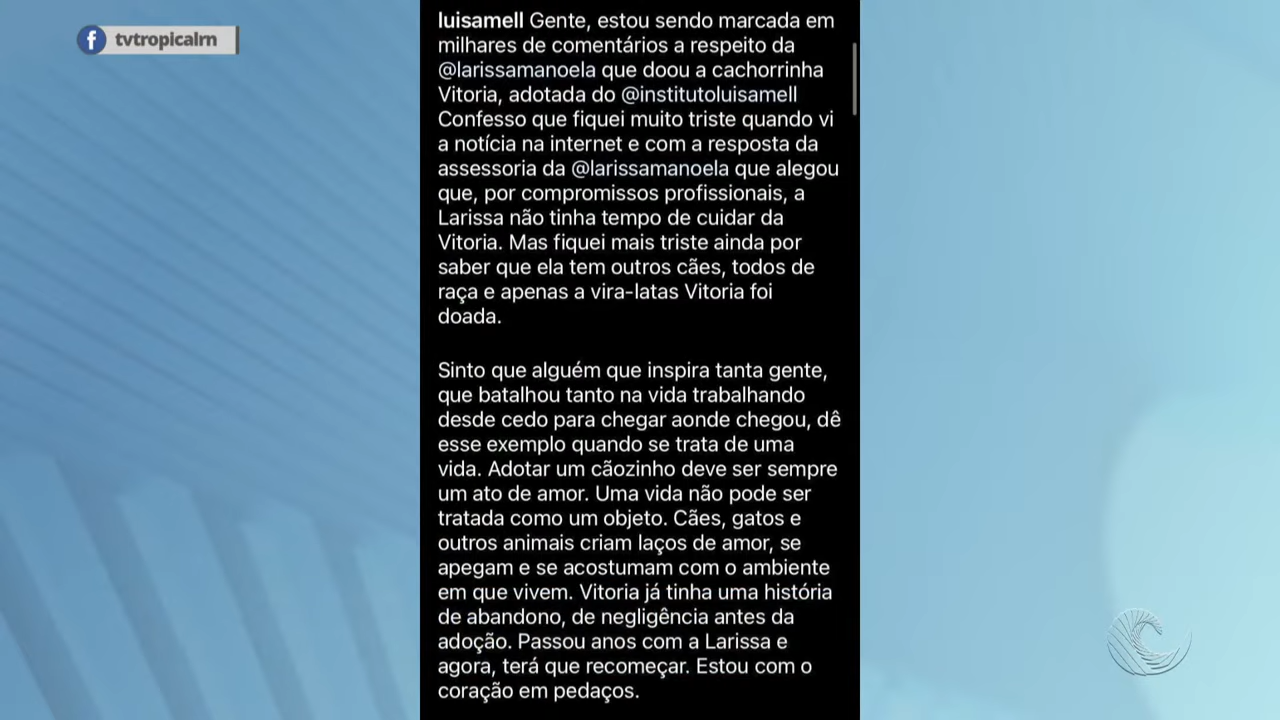 tvtropicalrn
luisamell Gente, estou sendo marcada em
milhares de comentários a respeito da
@larissamanoela que doou a cachorrinha
Vitoria, adotada do @institutoluisamell
Confesso que fiquei muito triste quando vi
a notícia na internet e com a resposta da
assessoria da @larissamanoela que alegou
que, por compromissos profissionais, a
Larissa não tinha tempo de cuidar da
Vitoria. Mas fiquei mais triste ainda por
saber que ela tem outros cães, todos de
raça e apenas a vira-latas Vitoria foi
doada.
Sinto que alguém que inspira tanta gente,
que batalhou tanto na vida trabalhando
desde cedo para chegar aonde chegou, dê
esse exemplo quando se trata de uma
vida. Adotar um cãozinho deve ser sempre
um ato de amor. Uma vida não pode ser
tratada como um objeto. Cães, gatos e
outros animais criam laços de amor, se
apegam e se acostumam com o ambiente
em que vivem. Vitoria já tinha uma história
de abandono, de negligência antes da
adoção. Passou anos com a Larissa e
agora, terá que recomeçar. Estou com o
coração em pedaços.